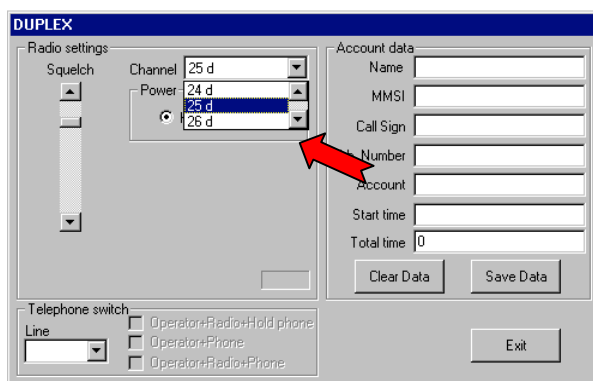 DUPLEX
Radio settings
Squelch
Channel 25 d
24 d
25 d
26 d
Power
Account data
Name
MMSI
Call Sign
Number
Account
Start time
Total time 0
Clear Data
Save Data
Telephone switch
Line
Operator+Radio+Hold phone
Operator+Phone
Operator+Radio+Phone
Exit